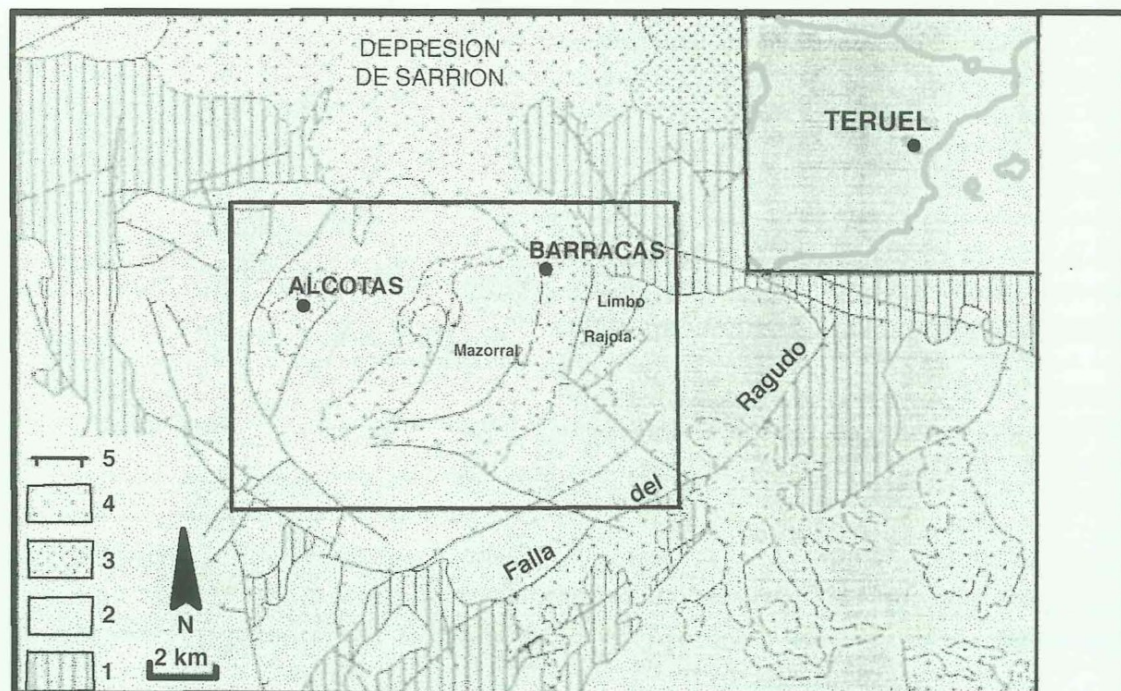 DEPRESION
DE SARRION
TERUEL
BARRACAS
ALCOTAS
Limbo
Rajola
Mazorral
Falla del Ragudo
5
4
3
2
1
N
2 km